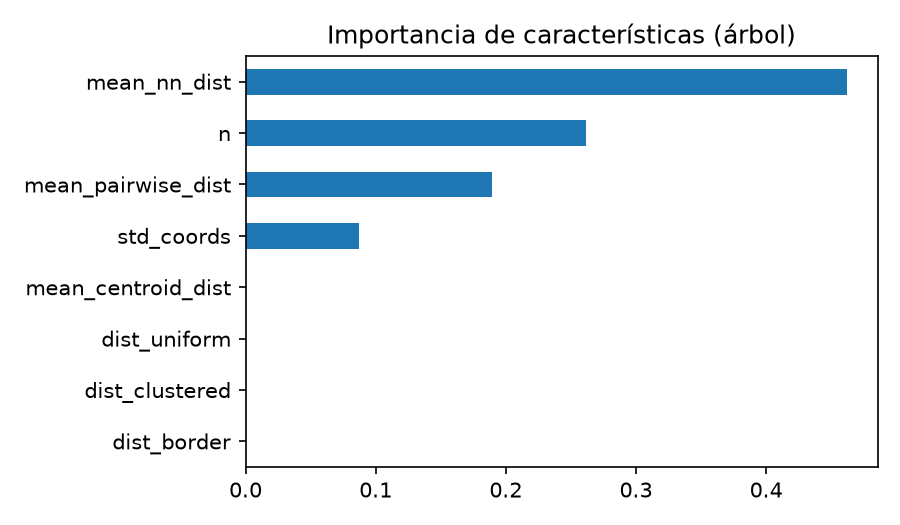 Importancia de características (árbol)
mean_nn_dist
n
mean_pairwise_dist
std_coords
mean_centroid_dist
dist_uniform
dist_clustered
dist_border
0.0 0.1 0.2 0.3 0.4